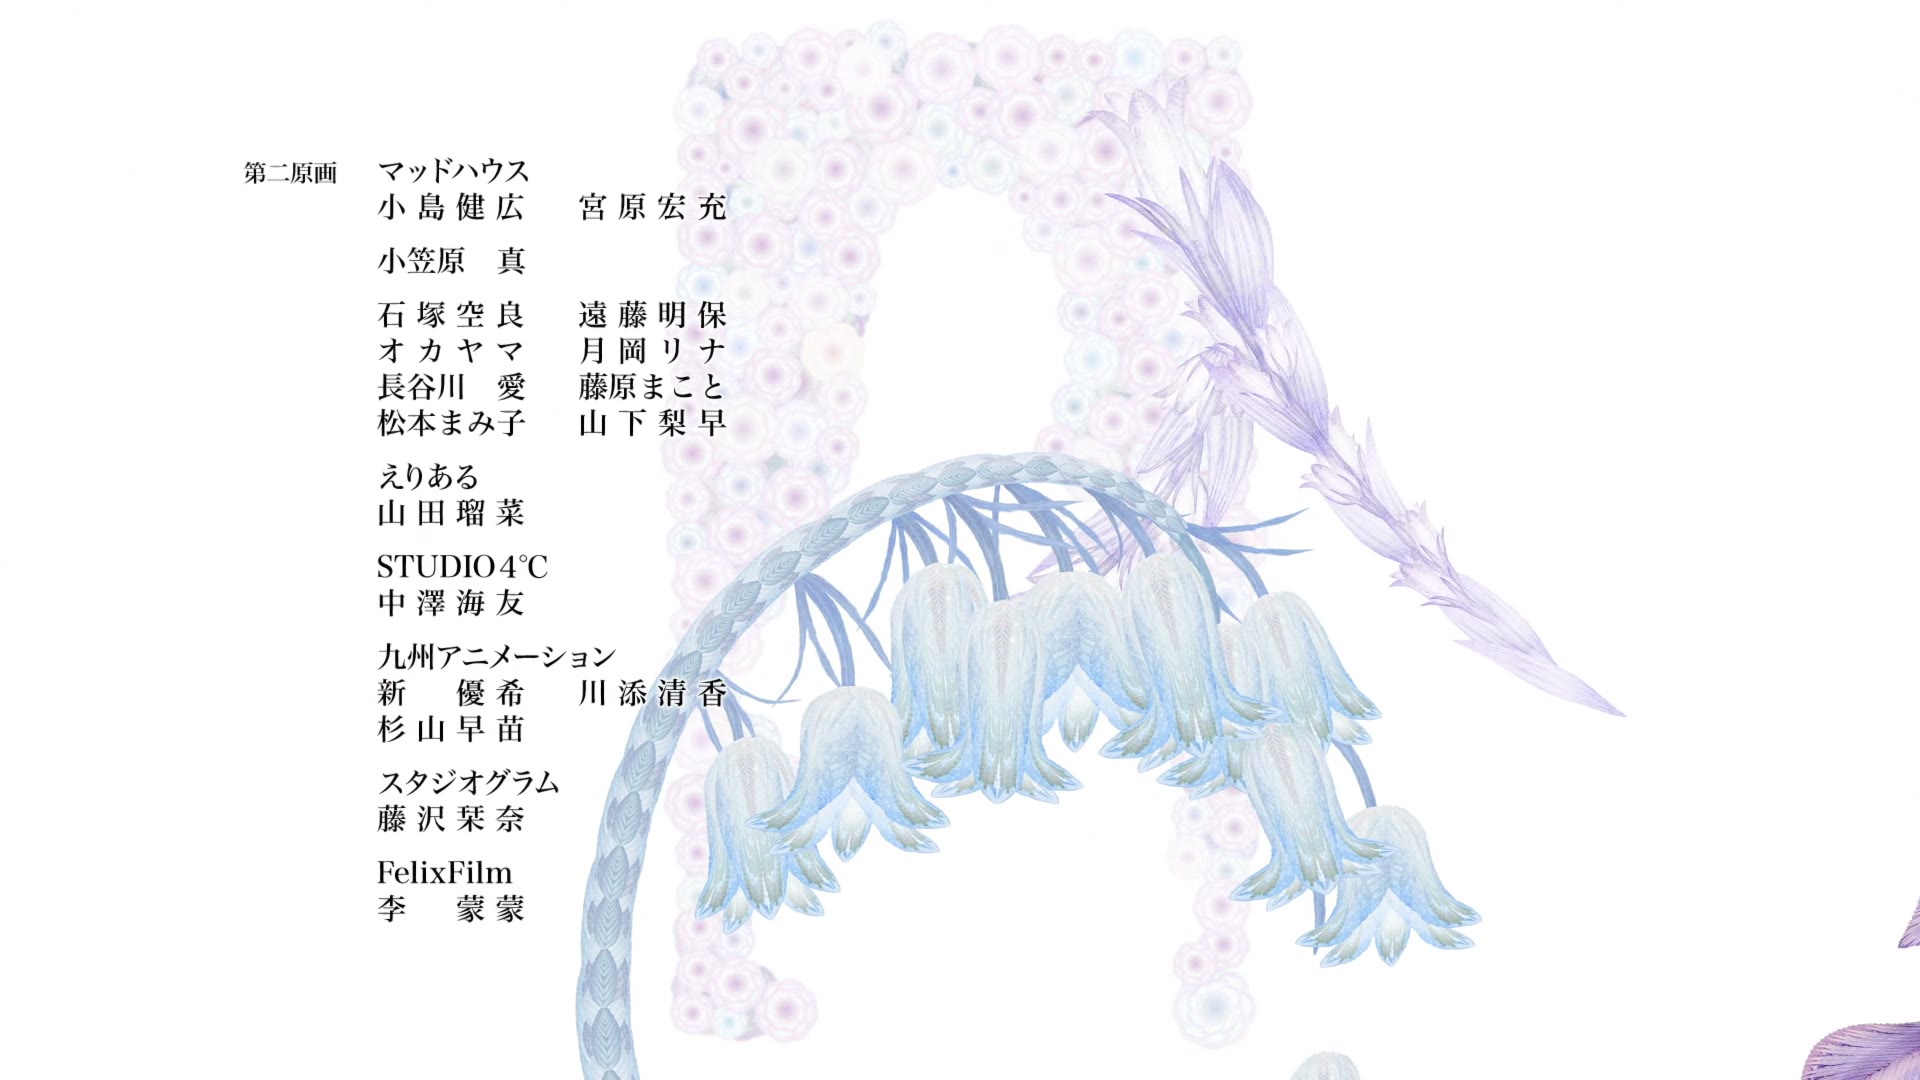 第二原画 マッドハウス
小島健広 宮原宏充
小笠原 真
石塚空良 遠藤明保
オカヤマ 月岡リナ
長谷川 愛 藤原まこと
松本まみ子 山下梨早
えりある
山田瑠菜
STUDIO4℃
中澤海友
九州アニメーション
新 優希 川添清香
杉山早苗
スタジオグラム
藤沢栞奈
FelixFilm
李 蒙蒙